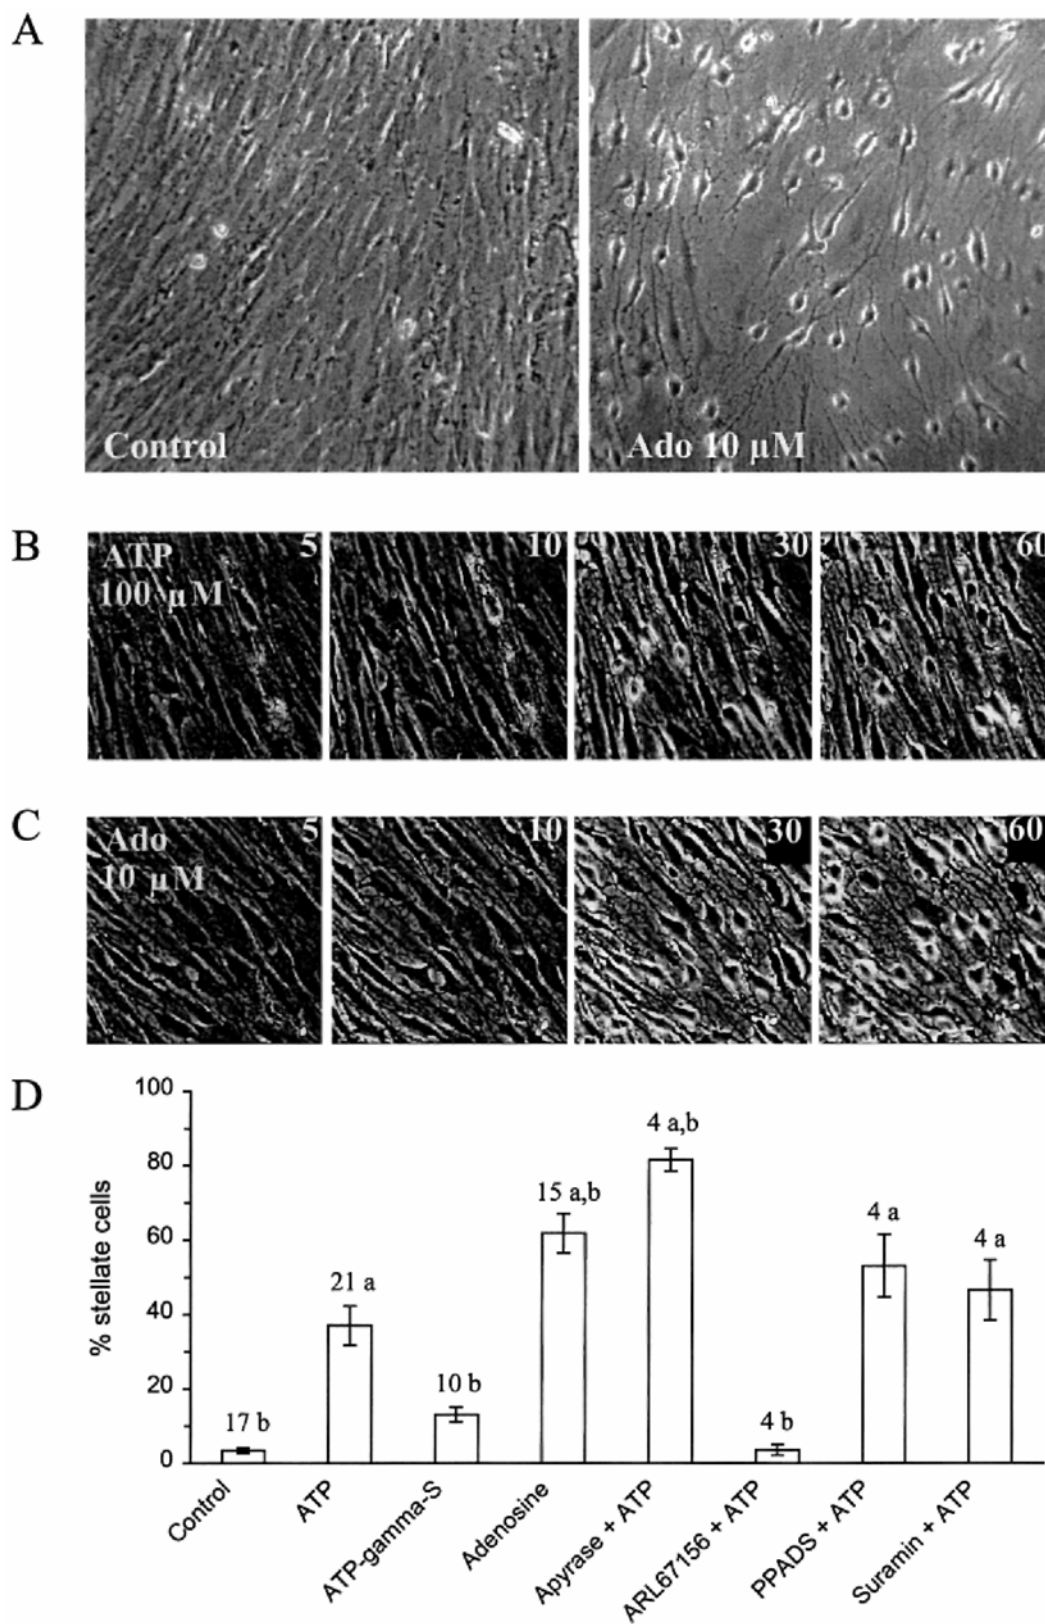 A
Control
Ado 10 µM
B
ATP
100 µM
5
10
30
60
C
Ado
10 µM
5
10
30
60
D
% stellate cells
100
80
60
40
20
0
17 b
21 a
10 b
15 a,b
4 a,b
4 b
4 a
4 a
Control
ATP
ATP-gamma-S
Adenosine
Apyrase + ATP
ARL67156 + ATP
PPADS + ATP
Suramin + ATP